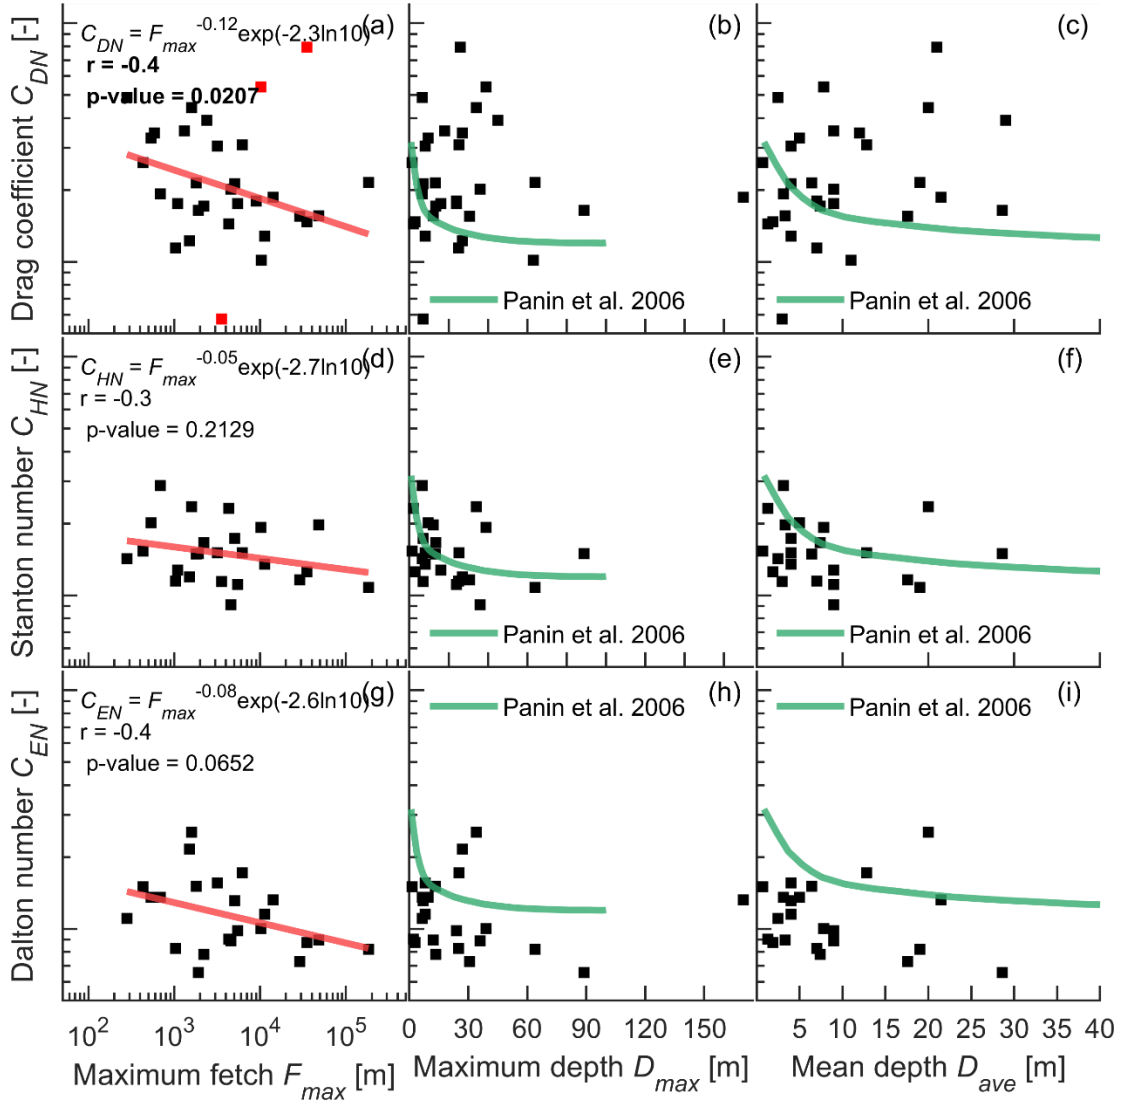 Drag coefficient C_DN [-]
C_DN = F_max^-0.12 exp(-2.3ln10)
r = -0.4
p-value = 0.0207
(a)
(b)
Panin et al. 2006
(c)
Panin et al. 2006
Stanton number C_HN [-]
C_HN = F_max^-0.05 exp(-2.7ln10)
r = -0.3
p-value = 0.2129
(d)
(e)
Panin et al. 2006
(f)
Panin et al. 2006
Dalton number C_EN [-]
C_EN = F_max^-0.08 exp(-2.6ln10)
r = -0.4
p-value = 0.0652
(g)
Panin et al. 2006
(h)
Panin et al. 2006
(i)
10^2 10^3 10^4 10^5
0 30 60 90 120 150
5 10 15 20 25 30 35 40
Maximum fetch F_max [m]
Maximum depth D_max [m]
Mean depth D_ave [m]